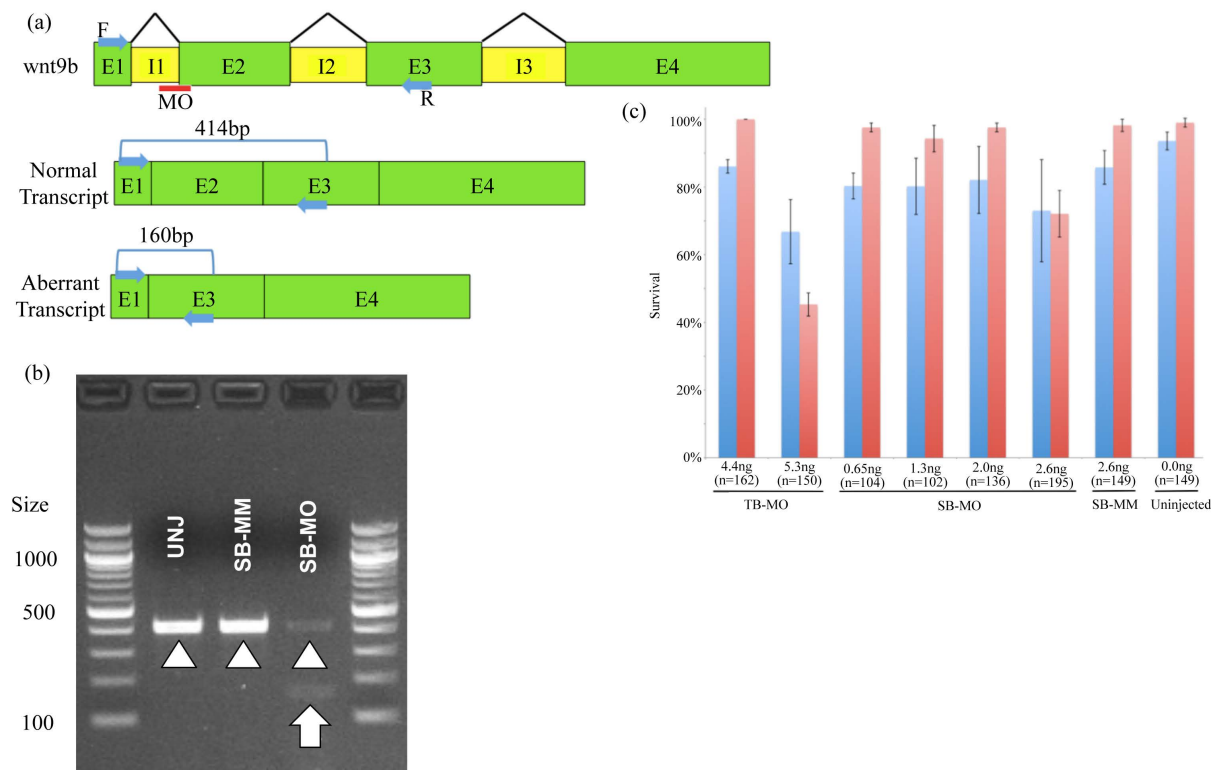 (a)
F
wnt9b
E1 I1 E2 I2 E3 I3 E4
MO
R
414bp
Normal
Transcript
E1 E2 E3 E4
160bp
Aberrant
Transcript
E1 E3 E4
(b)
Size
1000
500
100
UNJ
SB-MM
SB-MO
(c)
Survival
100%
80%
60%
40%
20%
0%
4.4ng 5.3ng 0.65ng 1.3ng 2.0ng 2.6ng 2.6ng 0.0ng
(n=162) (n=150) (n=104) (n=102) (n=136) (n=195) (n=149) (n=149)
TB-MO SB-MO SB-MM Uninjected